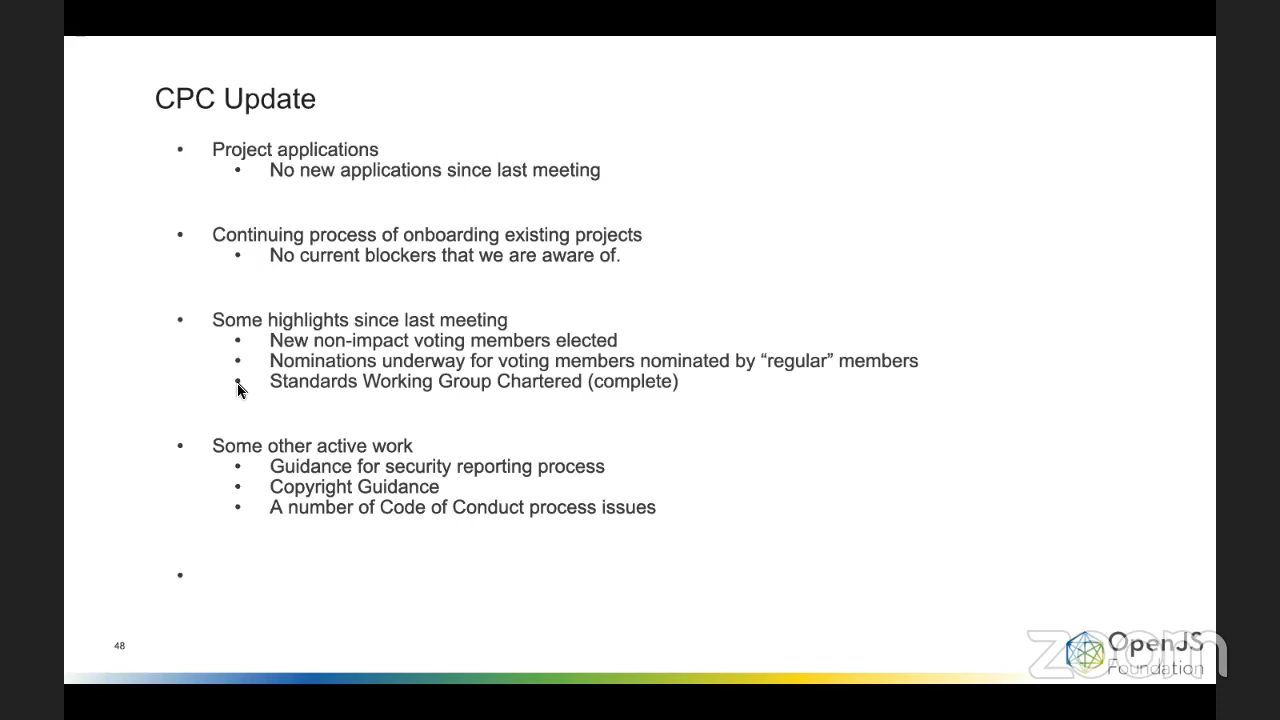 CPC Update
• Project applications
• No new applications since last meeting
• Continuing process of onboarding existing projects
• No current blockers that we are aware of.
• Some highlights since last meeting
• New non-impact voting members elected
• Nominations underway for voting members nominated by “regular” members
• Standards Working Group Chartered (complete)
• Some other active work
• Guidance for security reporting process
• Copyright Guidance
• A number of Code of Conduct process issues
•
48
OpenJS
Foundation
zoom